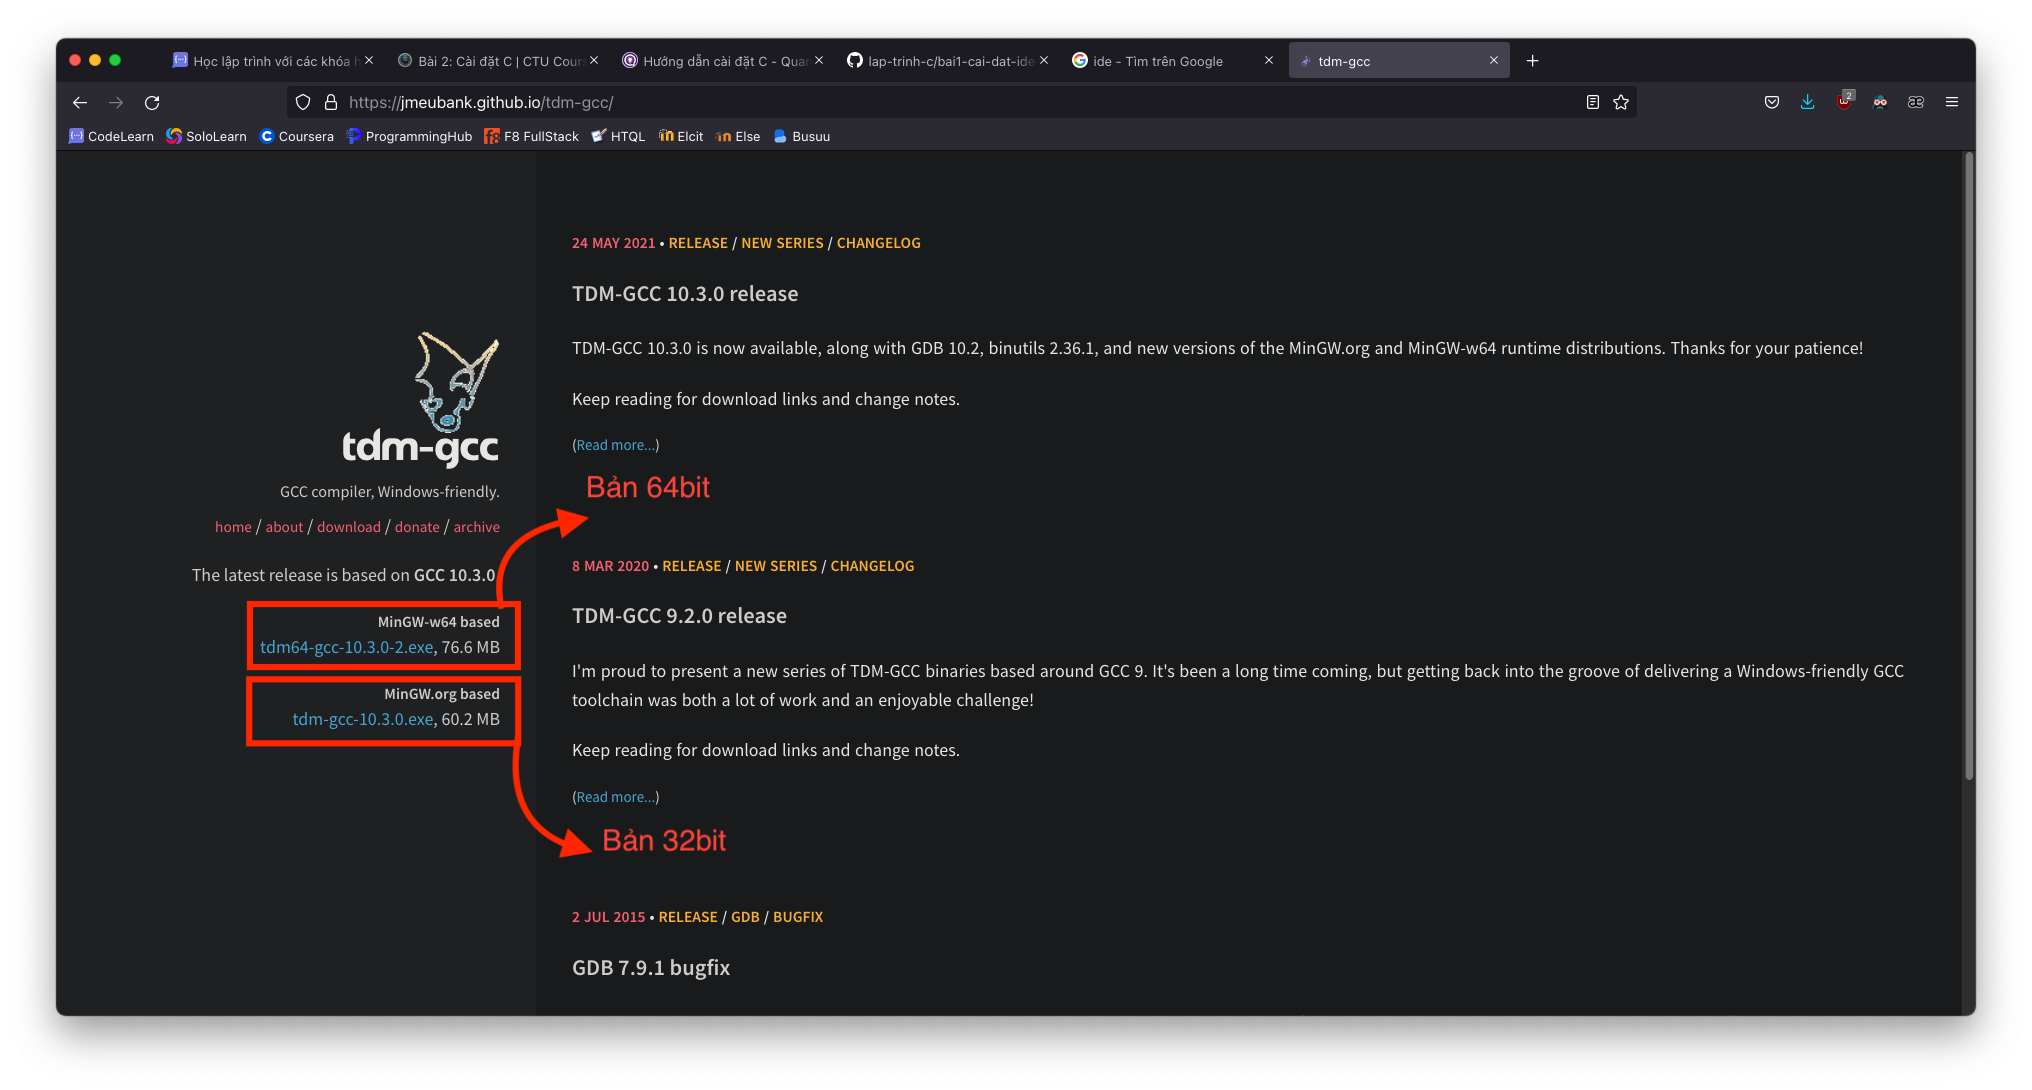 Học lập trình với các khóa h
Bài 2: Cài đặt C | CTU Cours
Hướng dẫn cài đặt C - Quan
lap-trinh-c/bai1-cai-dat-ide
ide - Tìm trên Google
tdm-gcc
https://jmeubank.github.io/tdm-gcc/
2
CodeLearn SoloLearn Coursera ProgrammingHub F8 FullStack HTQL Elcit Else Busuu
tdm-gcc
GCC compiler, Windows-friendly.
home / about / download / donate / archive
The latest release is based on GCC 10.3.0
MinGW-w64 based
tdm64-gcc-10.3.0-2.exe, 76.6 MB
MinGW.org based
tdm-gcc-10.3.0.exe, 60.2 MB
24 MAY 2021 • RELEASE / NEW SERIES / CHANGELOG
TDM-GCC 10.3.0 release
TDM-GCC 10.3.0 is now available, along with GDB 10.2, binutils 2.36.1, and new versions of the MinGW.org and MinGW-w64 runtime distributions. Thanks for your patience!
Keep reading for download links and change notes.
(Read more...)
Bản 64bit
8 MAR 2020 • RELEASE / NEW SERIES / CHANGELOG
TDM-GCC 9.2.0 release
I'm proud to present a new series of TDM-GCC binaries based around GCC 9. It's been a long time coming, but getting back into the groove of delivering a Windows-friendly GCC
toolchain was both a lot of work and an enjoyable challenge!
Keep reading for download links and change notes.
(Read more...)
Bản 32bit
2 JUL 2015 • RELEASE / GDB / BUGFIX
GDB 7.9.1 bugfix